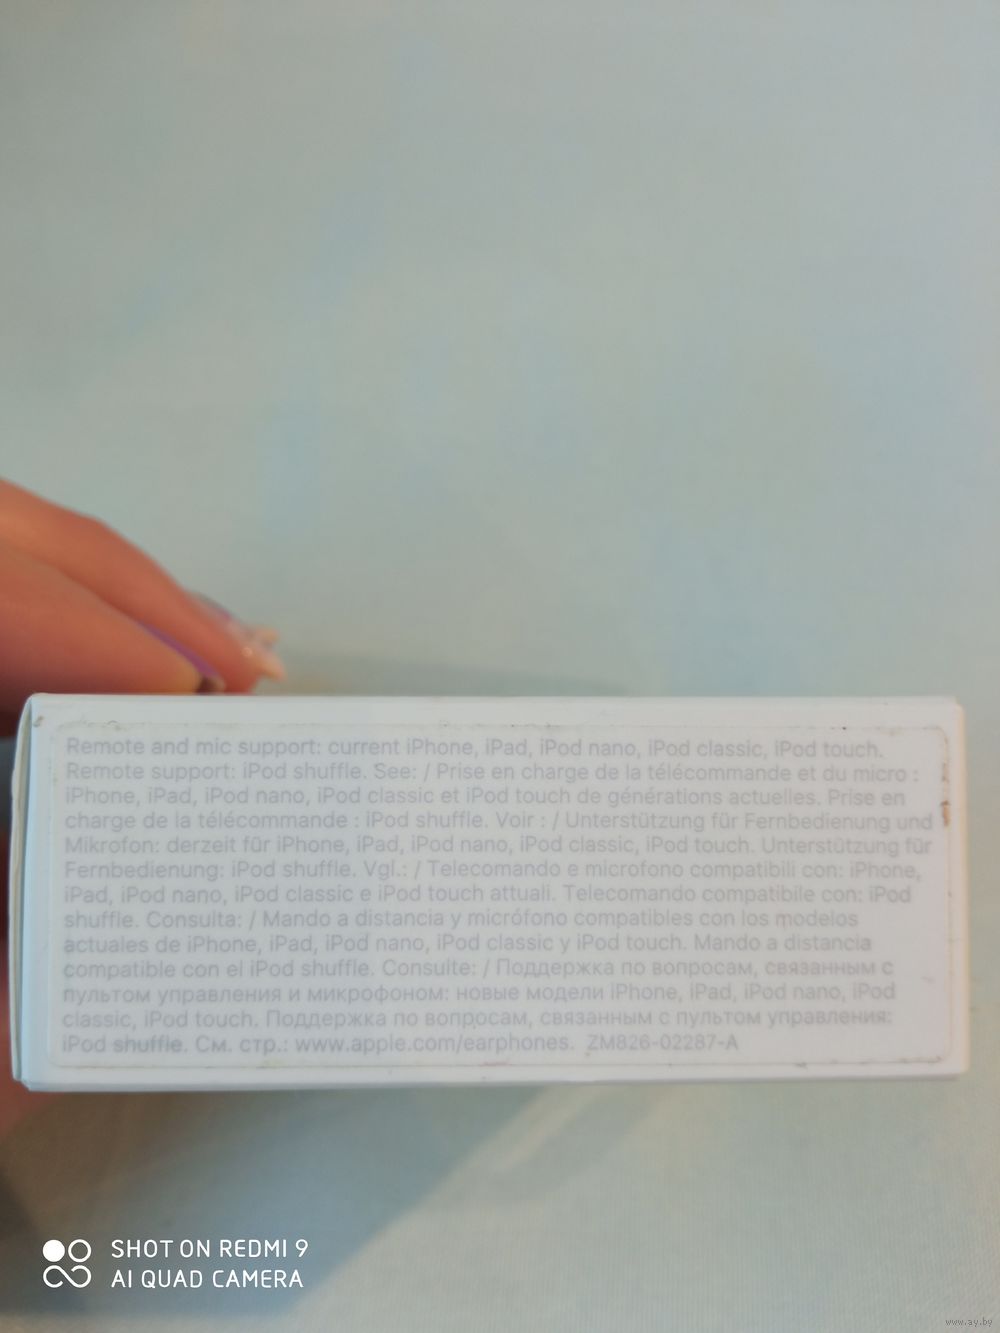 Remote and mic support: current iPhone, iPad, iPod nano, iPod classic, iPod touch.
Remote support: iPod shuffle. See: / Prise en charge de la télécommande et du micro :
iPhone, iPad, iPod nano, iPod classic et iPod touch de générations actuelles. Prise en
charge de la télécommande : iPod shuffle. Voir : / Unterstützung für Fernbedienung und
Mikrofon: derzeit für iPhone, iPad, iPod nano, iPod classic, iPod touch. Unterstützung für
Fernbedienung: iPod shuffle. Vgl.: / Telecomando e microfono compatibili con: iPhone,
iPad, iPod nano, iPod classic e iPod touch attuali. Telecomando compatibile con: iPod
shuffle. Consulta: / Mando a distancia y micrófono compatibles con los modelos
actuales de iPhone, iPad, iPod nano, iPod classic y iPod touch. Mando a distancia
compatible con el iPod shuffle. Consulte: / Поддержка по вопросам, связанным с
пультом управления и микрофоном: новые модели iPhone, iPad, iPod nano, iPod
classic, iPod touch. Поддержка по вопросам, связанным с пультом управления:
iPod shuffle. См. стр.: www.apple.com/earphones. ZM826-02287-A
SHOT ON REDMI 9
AI QUAD CAMERA
www.ay.by